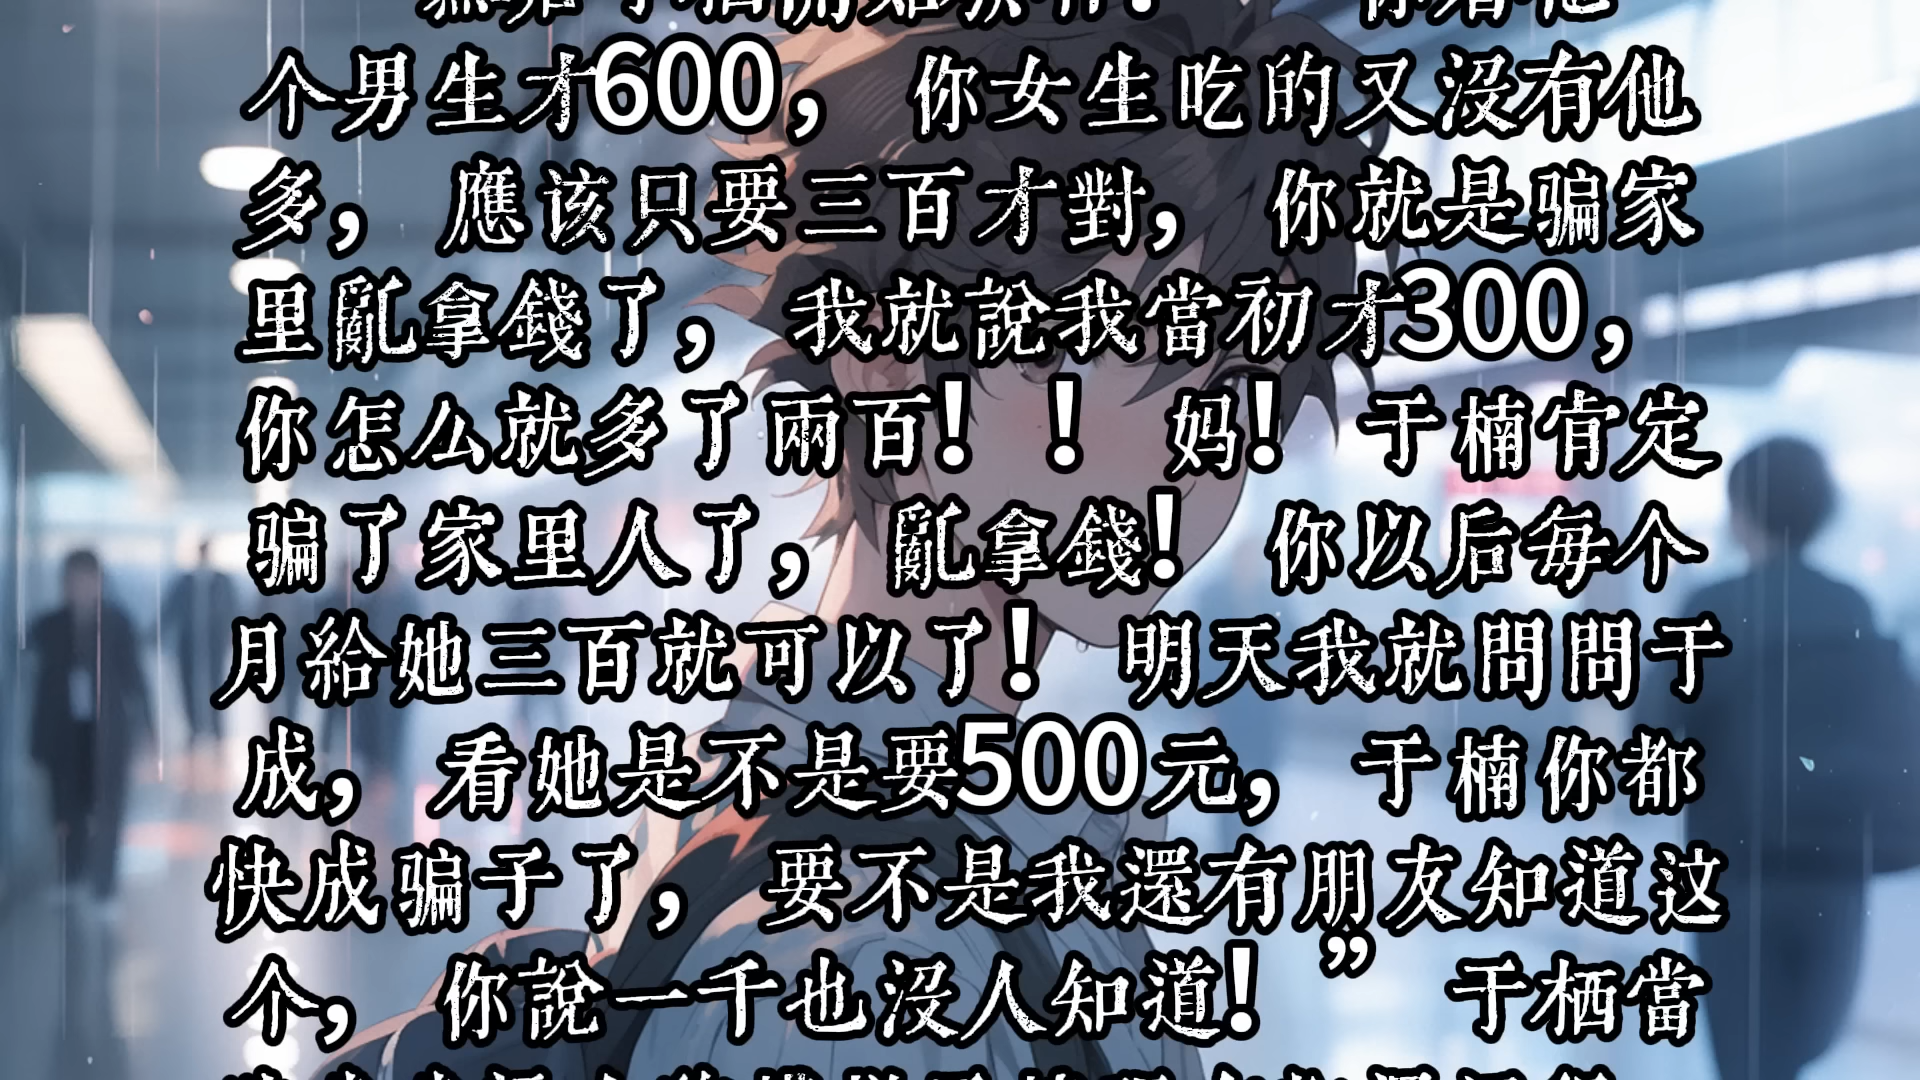 个男生才600，你女生吃的又沒有他
多，應该只要三百才對，你就是骗家
里亂拿錢了，我就說我當初才300，
你怎么就多了兩百！！妈！于楠肯定
骗了家里人了，亂拿錢！你以后每个
月給她三百就可以了！明天我就問問于
成，看她是不是要500元，于楠你都
快成骗子了，要不是我還有朋友知道这
个，你說一千也沒人知道！”于栖當